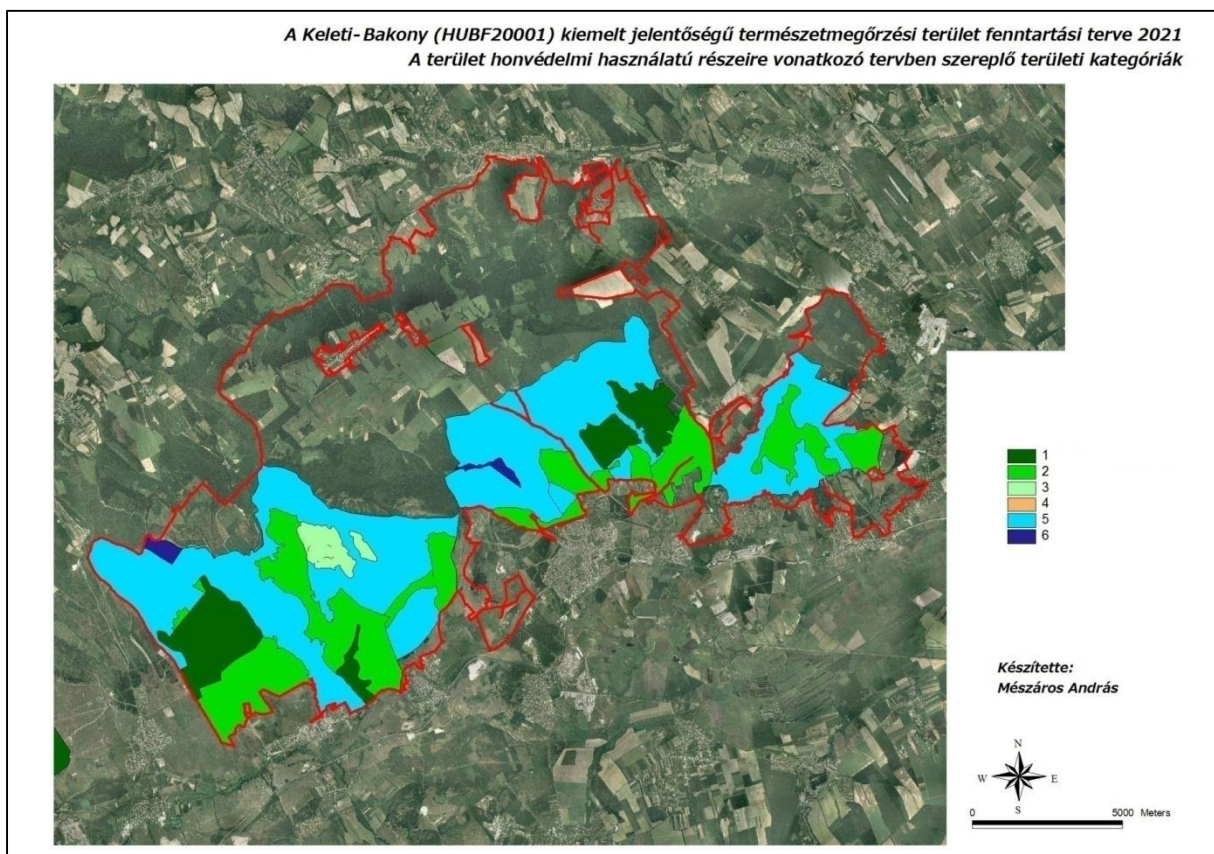 A Keleti-Bakony (HUBF20001) kiemelt jelentőségű természetmegőrzési terület fenntartási terve 2021
A terület honvédelmi használatú részeire vonatkozó tervben szereplő területi kategóriák
1
2
3
4
5
6
Készítette:
Mészáros András
N
W E
S
0 5000 Meters